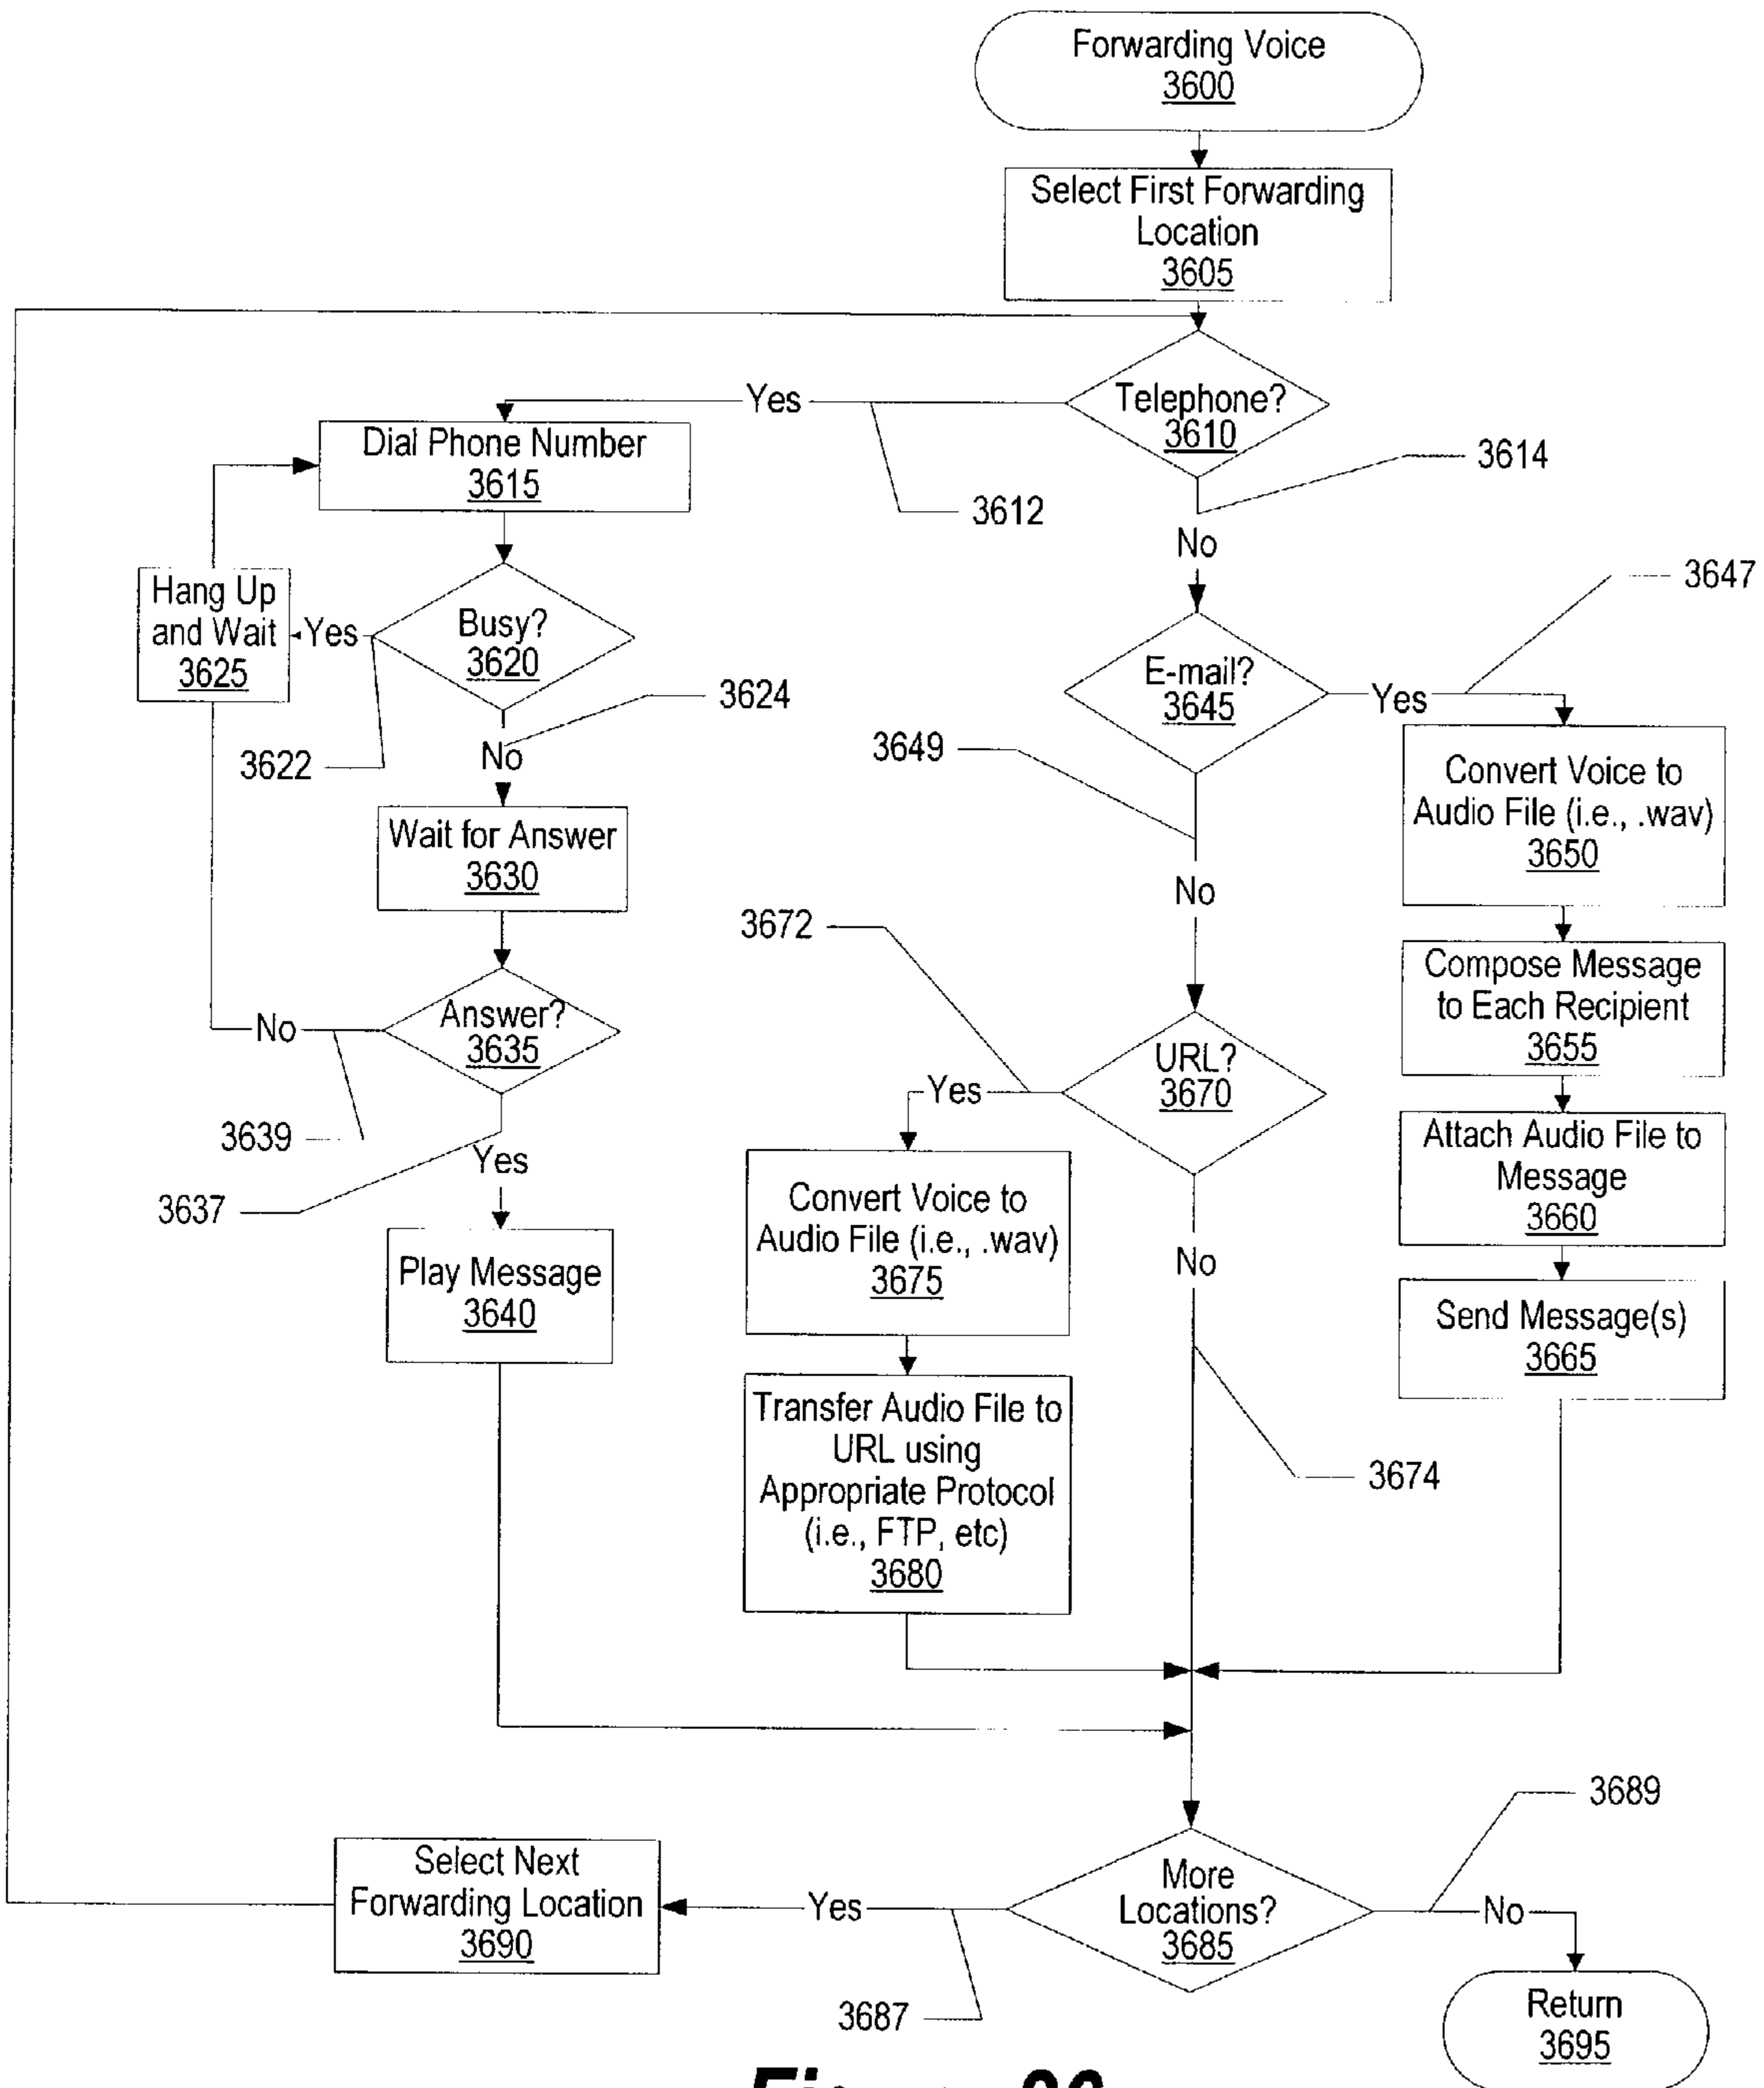 Forwarding Voice
3600
Select First Forwarding
Location
3605
Telephone?
3610
Yes
3612
3614
No
Dial Phone Number
3615
Busy?
3620
Yes
3622
Hang Up
and Wait
3625
3624
No
Wait for Answer
3630
Answer?
3635
No
3639
3637
Yes
Play Message
3640
E-mail?
3645
Yes
3647
Convert Voice to
Audio File (i.e., .wav)
3650
Compose Message
to Each Recipient
3655
Attach Audio File to
Message
3660
Send Message(s)
3665
3649
No
URL?
3670
3672
Yes
Convert Voice to
Audio File (i.e., .wav)
3675
Transfer Audio File to
URL using
Appropriate Protocol
(i.e., FTP, etc)
3680
No
3674
More
Locations?
3685
Yes
3687
Select Next
Forwarding Location
3690
3689
No
Return
3695